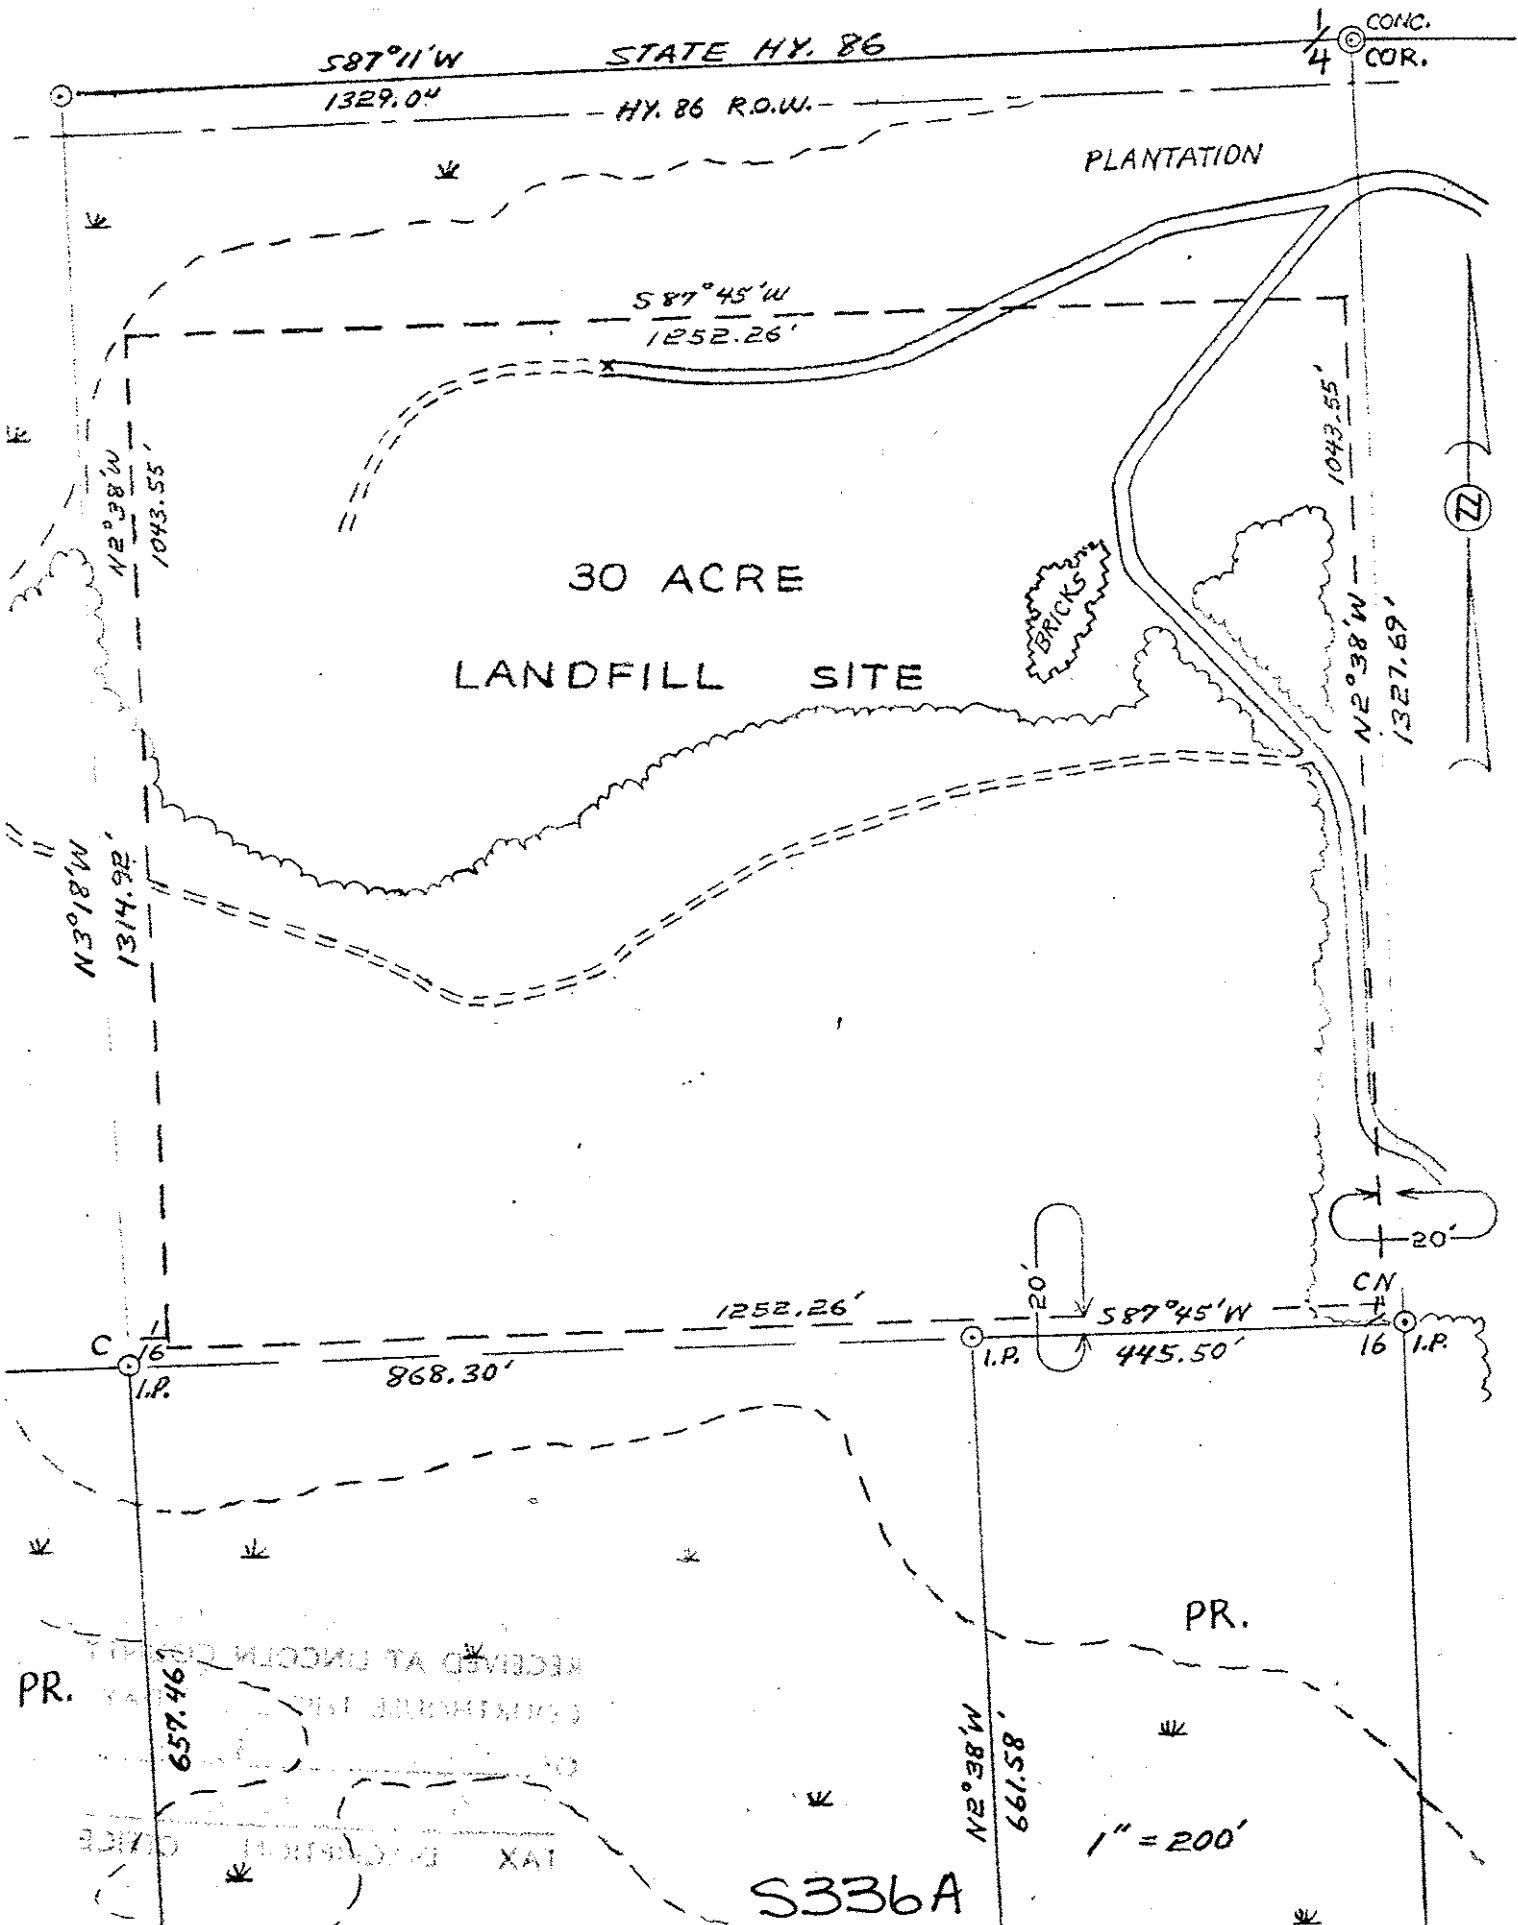 S87°11'W STATE HY. 86 1/4 CONC. COR.
1329.04
HY. 86 R.O.W.
PLANTATION
S87°45'W
1252.26'
N2°38'W
1043.55'
1043.55'
22
30 ACRE
LANDFILL SITE
BRICKS
N2°38'W
1327.69'
N3°18'W
1314.92'
20'
20'
1252.26'
S87°45'W
CN 1/16
C 1/16
I.P.
868.30'
I.P.
445.50'
I.P.
PR.
PR.
657.46'
RECEIVED AT LINCOLN COUNTY
TAX DESCRIPTION OFFICE
N2°38'W
661.58'
1" = 200'
S336A